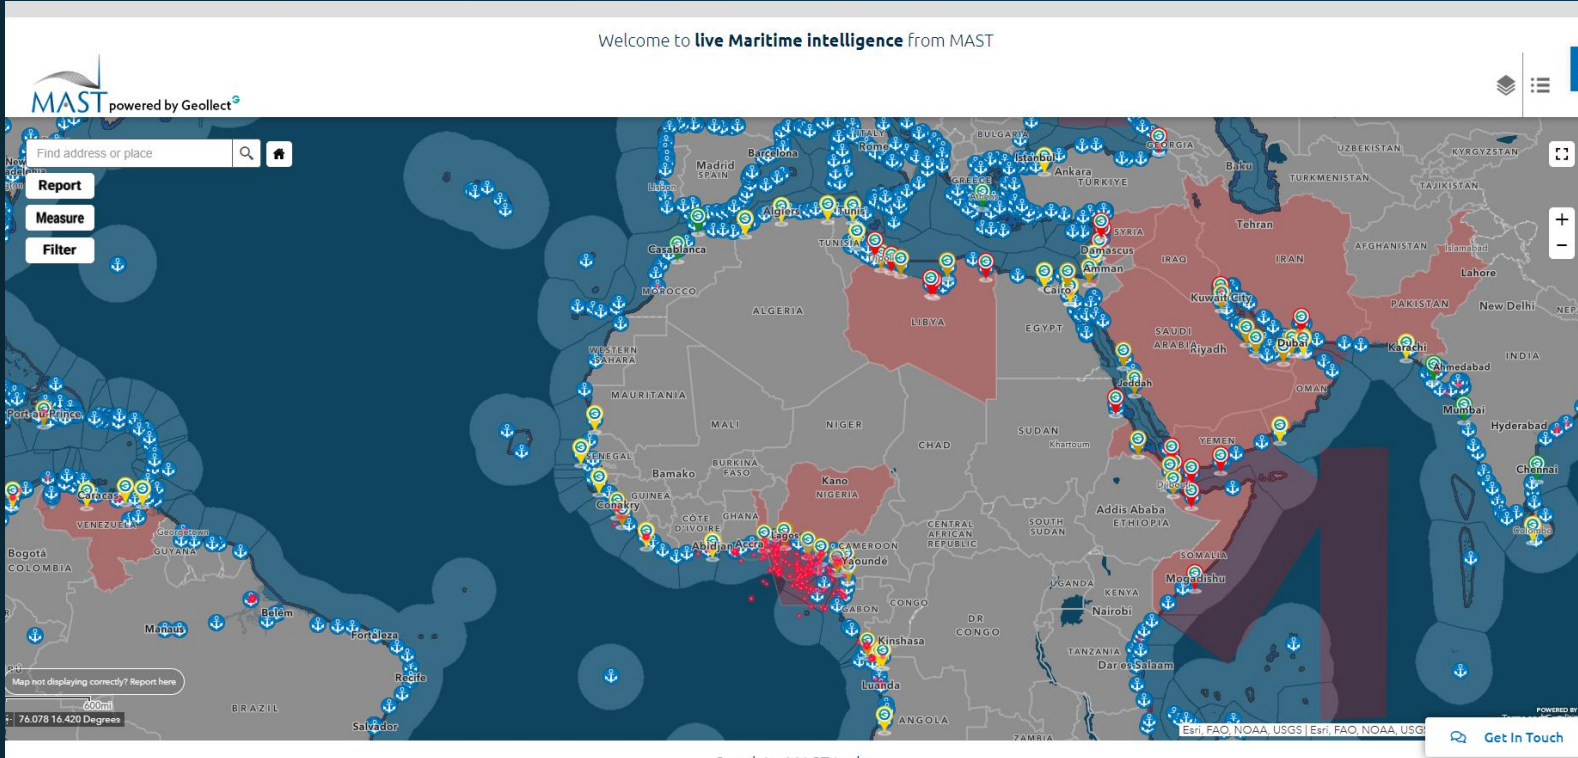 Welcome to live Maritime intelligence from MAST
MAST powered by Geollect
Find address or place
Report
Measure
Filter
Madrid
SPAIN
Barcelona
ITALY
Rome
BULGARIA
Istanbul
Ankara
TÜRKIYE
GREECE
GEORGIA
Baku
UZBEKISTAN
KYRGYZSTAN
TURKMENISTAN
TAJIKISTAN
Lisbon
Algiers
Tunis
TUNISIA
Casablanca
MOROCCO
SYRIA
Damascus
Amman
Cairo
Tehran
IRAQ
IRAN
AFGHANISTAN
Islamabad
Lahore
PAKISTAN
New Delhi
Kuwait City
ALGERIA
LIBYA
EGYPT
SAUDI
ARABIA
Riyadh
Dubai
Karachi
INDIA
Ahmedabad
WESTERN
SAHARA
OMAN
Jeddah
Mumbai
Hyderabad
Port-au-Prince
MAURITANIA
MALI
NIGER
CHAD
SUDAN
Khartoum
YEMEN
SENEGAL
Bamako
BURKINA
FASO
Kano
NIGERIA
Chennai
Caracas
VENEZUELA
Georgetown
GUYANA
Conakry
GUINEA
CÔTE
D'IVOIRE
GHANA
Abidjan
Accra
Lagos
CAMEROON
Yaoundé
CENTRAL
AFRICAN
REPUBLIC
SOUTH
SUDAN
Addis Ababa
ETHIOPIA
Colombo
Bogotá
COLOMBIA
SOMALIA
Mogadishu
UGANDA
KENYA
Nairobi
GABON
CONGO
DR
CONGO
Kinshasa
Manaus
Belém
Fortaleza
TANZANIA
Dar es Salaam
Map not displaying correctly? Report here
Recife
Luanda
600mi
BRAZIL
76.078 16.420 Degrees
Salvador
ANGOLA
ZAMBIA
POWERED BY
Esri, FAO, NOAA, USGS | Esri, FAO, NOAA, USGS
Get In Touch